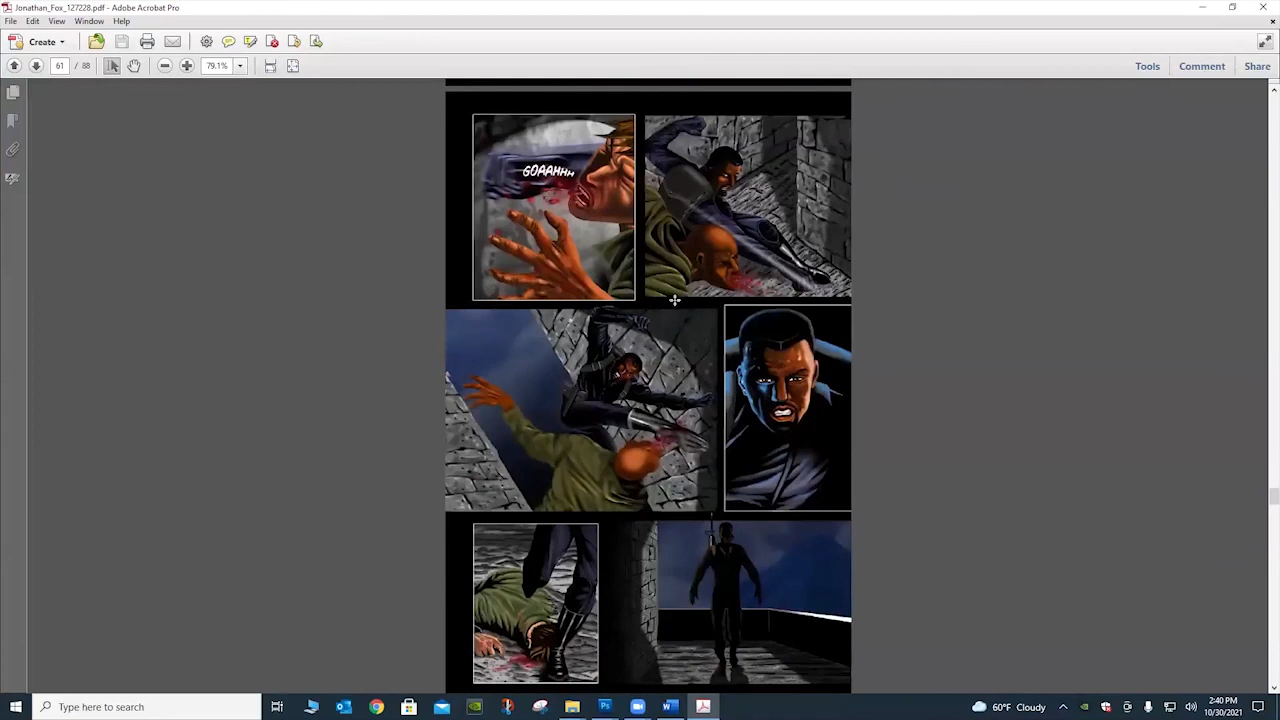 Jonathan_Fox_127228.pdf - Adobe Acrobat Pro
File Edit View Window Help
Create
61 / 88 79.1%
Tools Comment Share
GOAAHHH
Type here to search
60°F Cloudy
2:40 PM
10/30/2021